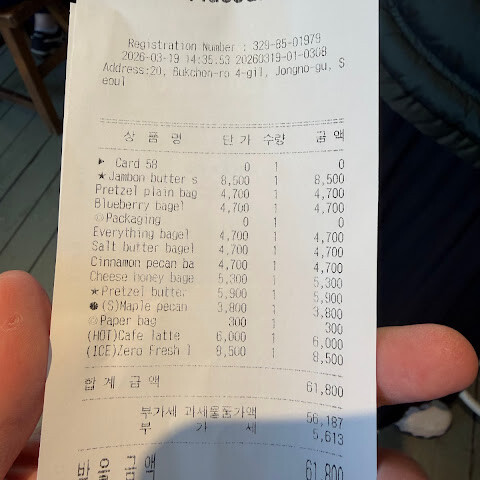 Registration Number : 329-85-01979
2026-03-19 14:35:53 20260319-01-0308
Address:20, Bukchon-ro 4-gil, Jongno-gu, S
eoul
상 품 명 단 가 수량 금 액
▶ Card 58 0 1 0
★Jambon butter s 8,500 1 8,500
Pretzel plain bag 4,700 1 4,700
Blueberry bagel 4,700 1 4,700
◎Packaging 0 1 0
Everything bagel 4,700 1 4,700
Salt butter bagel 4,700 1 4,700
Cinnamon pecan ba 4,700 1 4,700
Cheese honey bage 5,300 1 5,300
★Pretzel butter 5,900 1 5,900
(S)Maple pecan 3,800 1 3,800
◎Paper bag 300 1 300
(HOT)Cafe latte 6,000 1 6,000
(ICE)Zero Fresh l 8,500 1 8,500
합 계 금 액 61,800
부가세 과세물품가액 56,187
부 가 세 5,613
받 을 금 액 61,800